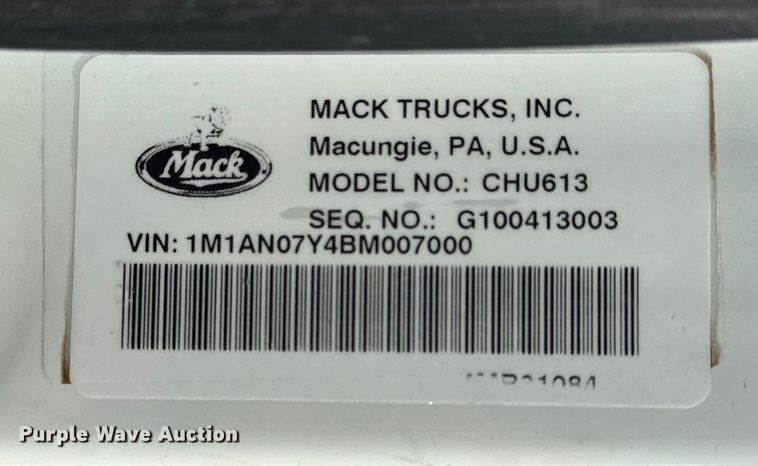 Mack
MACK TRUCKS, INC.
Macungie, PA, U.S.A.
MODEL NO.: CHU613
SEQ. NO.: G100413003
VIN: 1M1AN07Y4BM007000
Purple Wave Auction